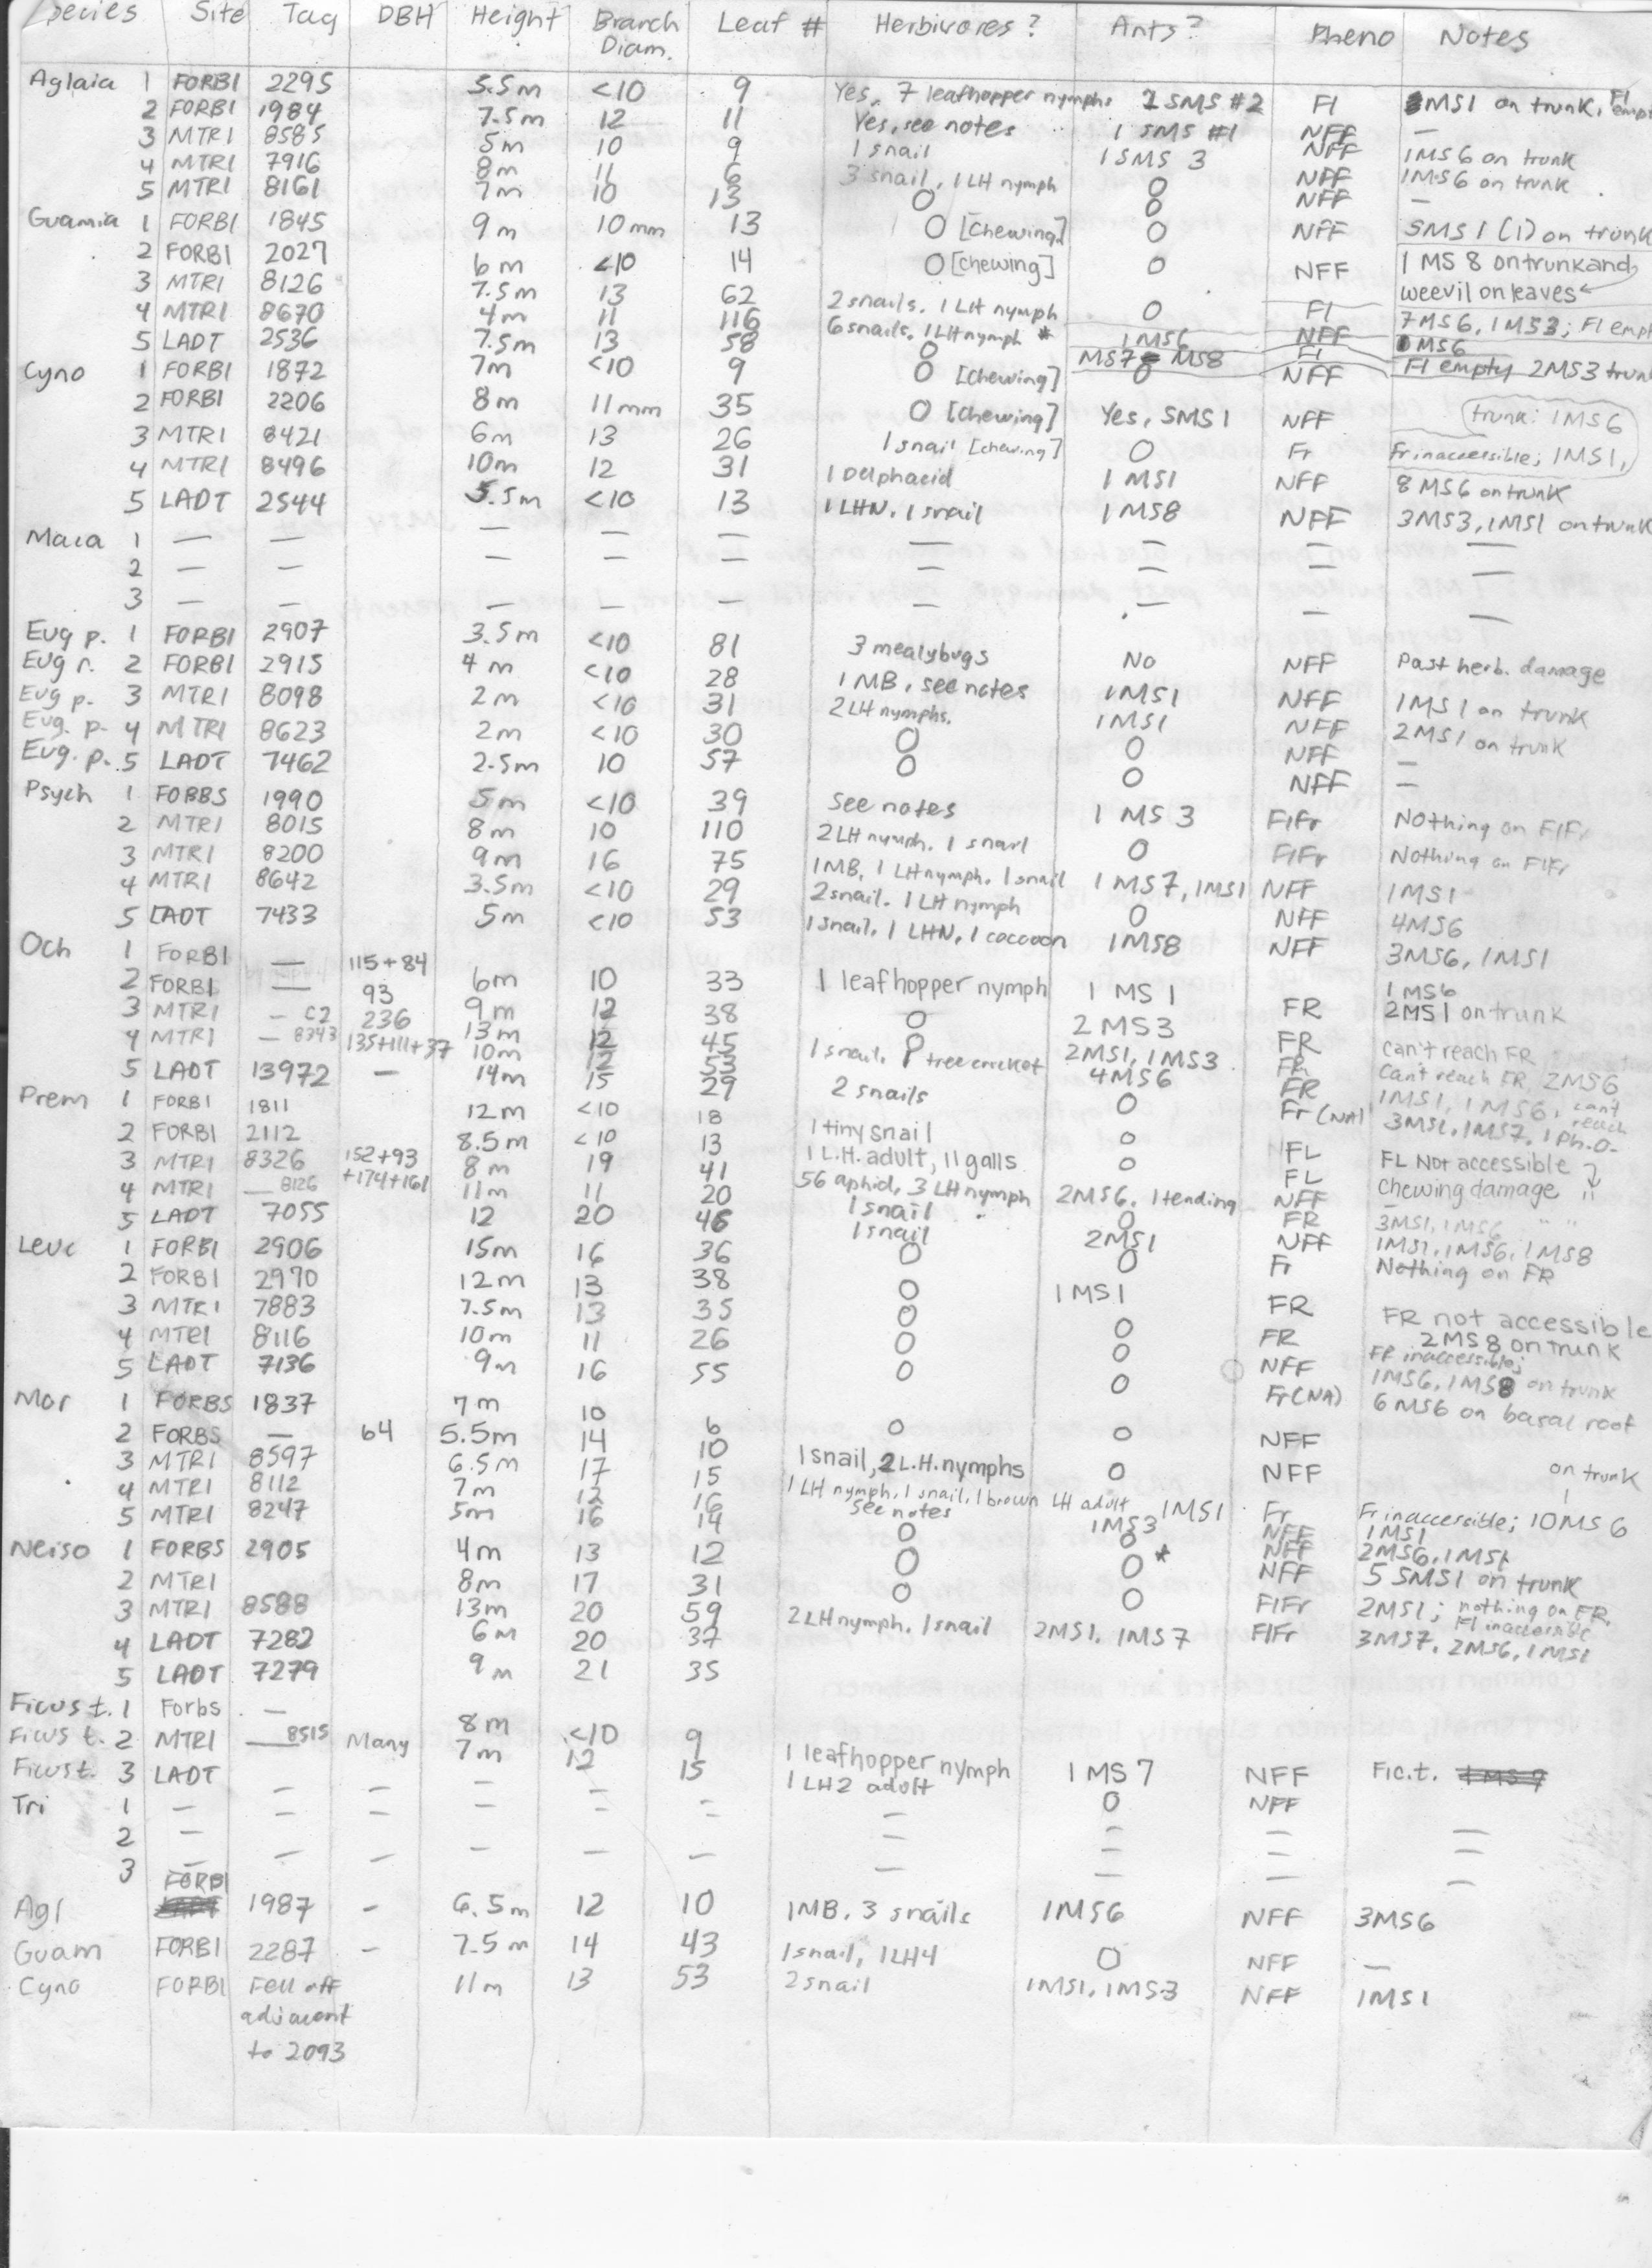 Species Site Tag DBH Height Branch Diam. Leaf # Herbivores? Ants? Pheno Notes
Aglaia 1 FORBI 2295 5.5m <10 9 Yes, 7 leafhopper nymphs 1 SMS #2 Fl MS1 on trunk, Fl
2 FORBI 1984 7.5m 12 11 Yes, see notes 1 SMS #1 NFF —
3 MTRI 8585 5m 10 9 1 snail 1 SMS 3 NFF 1MS6 on trunk
4 MTRI 7916 8m 11 6 3 snail, 1 LH nymph 0 NFF 1MS6 on trunk
5 MTRI 8161 7m 10 13 0 0 NFF —
Guamia 1 FORBI 1845 9m 10mm 13 0 [chewing] 0 NFF SMS 1 (1) on trunk
2 FORBI 2027 6m <10 14 0 [chewing] 0 NFF 1 MS 8 on trunk and weevil on leaves
3 MTRI 8126 7.5m 13 62 2 snails, 1 LH nymph 0 Fl 7MS6, 1MS3; Fl emp
4 MTRI 8670 4m 11 116 6 snails, 1 LH nymph * 1MS6 NFF MS6
5 LADT 2536 7.5m 13 58 0 MS7 MS8 Fl Fl empty
Cyno 1 FORBI 1872 7m <10 9 0 [chewing] 0 NFF 2MS3 trunk
2 FORBI 2206 8m 11mm 35 0 [chewing] Yes, SMS1 NFF
3 MTRI 8421 6m 13 26 1 snail [chewing] 0 Fr Fr inaccessible; 1MS1, trunk: 1MS6
4 MTRI 8496 10m 12 31 1 Delphacid 1 MS1 NFF 8 MS6 on trunk
5 LADT 2544 5.5m <10 13 1 LHN, 1 snail 1MS8 NFF 3MS3, 1MS1 on trunk
Maca 1 — — — — — — — — —
2 — — — — — — — — —
3 — — — — — — — — —
Eug p. 1 FORBI 2907 3.5m <10 81 3 mealybugs No NFF Past herb. damage
Eug r. 2 FORBI 2915 4m <10 28 1 MB, see notes 1MS1 NFF 1MS1 on trunk
Eug p. 3 MTRI 8098 2m <10 31 2 LH nymphs. 1MS1 NFF 2MS1 on trunk
Eug. p. 4 MTRI 8623 2m <10 30 0 0 NFF —
Eug. p. 5 LADT 7462 2.5m 10 57 0 0 NFF —
Psych 1 FORBS 1990 5m <10 39 See notes 1 MS 3 FlFr Nothing on FlFr
2 MTRI 8015 8m 10 110 2 LH nymph, 1 snail 0 FlFr Nothing on FlFr
3 MTRI 8200 9m 16 75 1MB, 1 LH nymph, 1 snail 1 MS7, 1MS1 NFF 1MS1
4 MTRI 8642 3.5m <10 29 2 snail, 1 LH nymph 0 NFF 4MS6
5 LADT 7433 5m <10 53 1 snail, 1 LHN, 1 cocoon 1MS8 NFF 3MS6, 1MS1
Och 1 FORBI — 115+84 6m 10 33 1 leafhopper nymph 1 MS 1 FR 1MS6
2 FORBI — 93 9m 12 38 0 2 MS3 FR 2MS1 on trunk
3 MTRI — C2 236 13m 12 45 0 2MS1, 1MS3 FR can't reach FR
4 MTRI — 8343 135+111+37 10m 12 53 1 snail, tree cricket 4MS6 FR Can't reach FR, 2MS6
5 LADT 13972 — 14m 15 29 2 snails 0 Fr (NA) 1MS1, 1MS6, can't reach
Prem 1 FORBI 1811 12m <10 18 1 tiny snail 0 FL FL Not accessible
2 FORBI 2112 8.5m <10 13 1 L.H. adult, 11 galls 0 FL Chewing damage "
3 MTRI 8326 152+93+174+161 8m 19 41 56 aphid, 3 LH nymph 2MS6, 1 tending NFF —
4 MTRI — 8126 11m 11 20 1 snail 0 FR 3MS1, 1MS6 " "
5 LADT 7055 12 20 46 1 snail 2MS1 NFF 1MS1, 1MS6, 1MS8
Leuc 1 FORBI 2906 15m 16 36 0 0 Fr Nothing on FR
2 FORBI 2970 12m 13 38 0 1MS1 FR FR not accessible
3 MTRI 7883 7.5m 13 35 0 0 FR 2MS8 on trunk
4 MTRI 8116 10m 11 26 0 0 NFF FR inaccessible; 1MS6, 1MS8 on trunk
5 LADT 7136 9m 16 55 0 0 Fr(NA) 6 MS6 on basal root
Mor 1 FORBS 1837 7m 10 6 0 0 NFF
2 FORBS — 64 5.5m 14 10 1 snail, 2 L.H. nymphs 0 NFF
3 MTRI 8597 6.5m 17 15 1 LH nymph, 1 snail, 1 brown LH adult 1MS1 Fr Fr inaccessible; 10MS6 on trunk
4 MTRI 8112 7m 12 16 See notes 1MS3 NFF 1MS1
5 MTRI 8247 5m 16 14 0 0 NFF 2MS6, 1MS1
Neiso 1 FORBS 2905 4m 13 12 0 0 * NFF 5 SMS1 on trunk
2 MTRI 8m 17 31 0 0 FlFr 2MS1; nothing on FR, Fl inaccessible
3 MTRI 8588 13m 20 59 2 LH nymph, 1 snail 2MS1, 1MS7 FlFr 3MS7, 2MS6, 1MS1
4 LADT 7282 6m 20 37
5 LADT 7279 9m 21 35
Ficus t. 1 Forbs — 8m <10 9 1 leafhopper nymph 1 MS 7 NFF Fic.t.
Ficus t. 2 MTRI — 8515 Many 7m 12 15 1 LH2 adult 0 NFF
Ficus t. 3 LADT — — — — — — — — —
Tri 1 — — — — — — — — — —
2 —
3 — — — — — — — — — —
Agl FORBI 1987 - 6.5m 12 10 1MB, 3 snails 1MS6 NFF 3MS6
Guam FORBI 2287 - 7.5m 14 43 1 snail, 1LH4 0 NFF —
Cyno FORBI Fell off 11m 13 53 2 snail 1MS1, 1MS3 NFF 1MS1
adjacent
to 2093